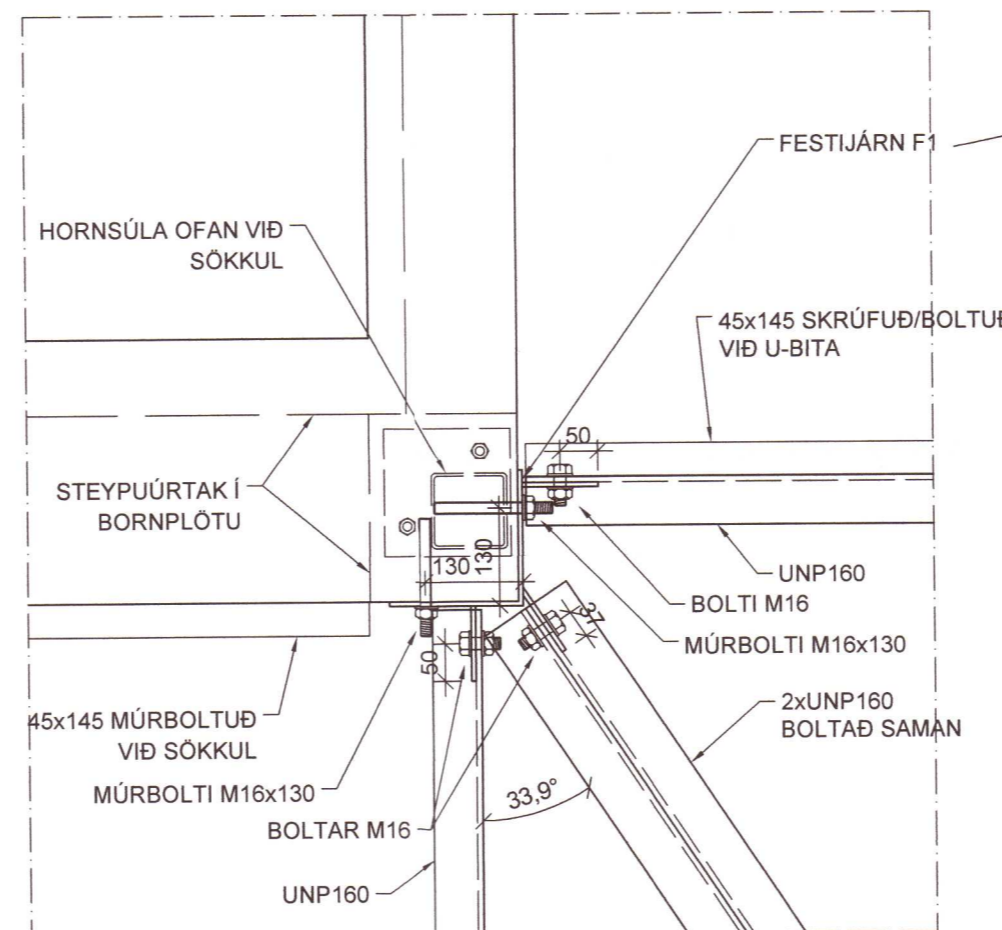 FESTIJÁRN F1
HORNSÚLA OFAN VIÐ
SÖKKUL
45x145 SKRÚFUÐ/BOLTUÐ
VIÐ U-BITA
50
STEYPUÚRTAK Í
BORNPLÖTU
130
130
UNP160
BOLTI M16
37
MÚRBOLTI M16x130
50
45x145 MÚRBOLTUÐ
VIÐ SÖKKUL
2xUNP160
BOLTAÐ SAMAN
MÚRBOLTI M16x130
33,9°
BOLTAR M16
UNP160